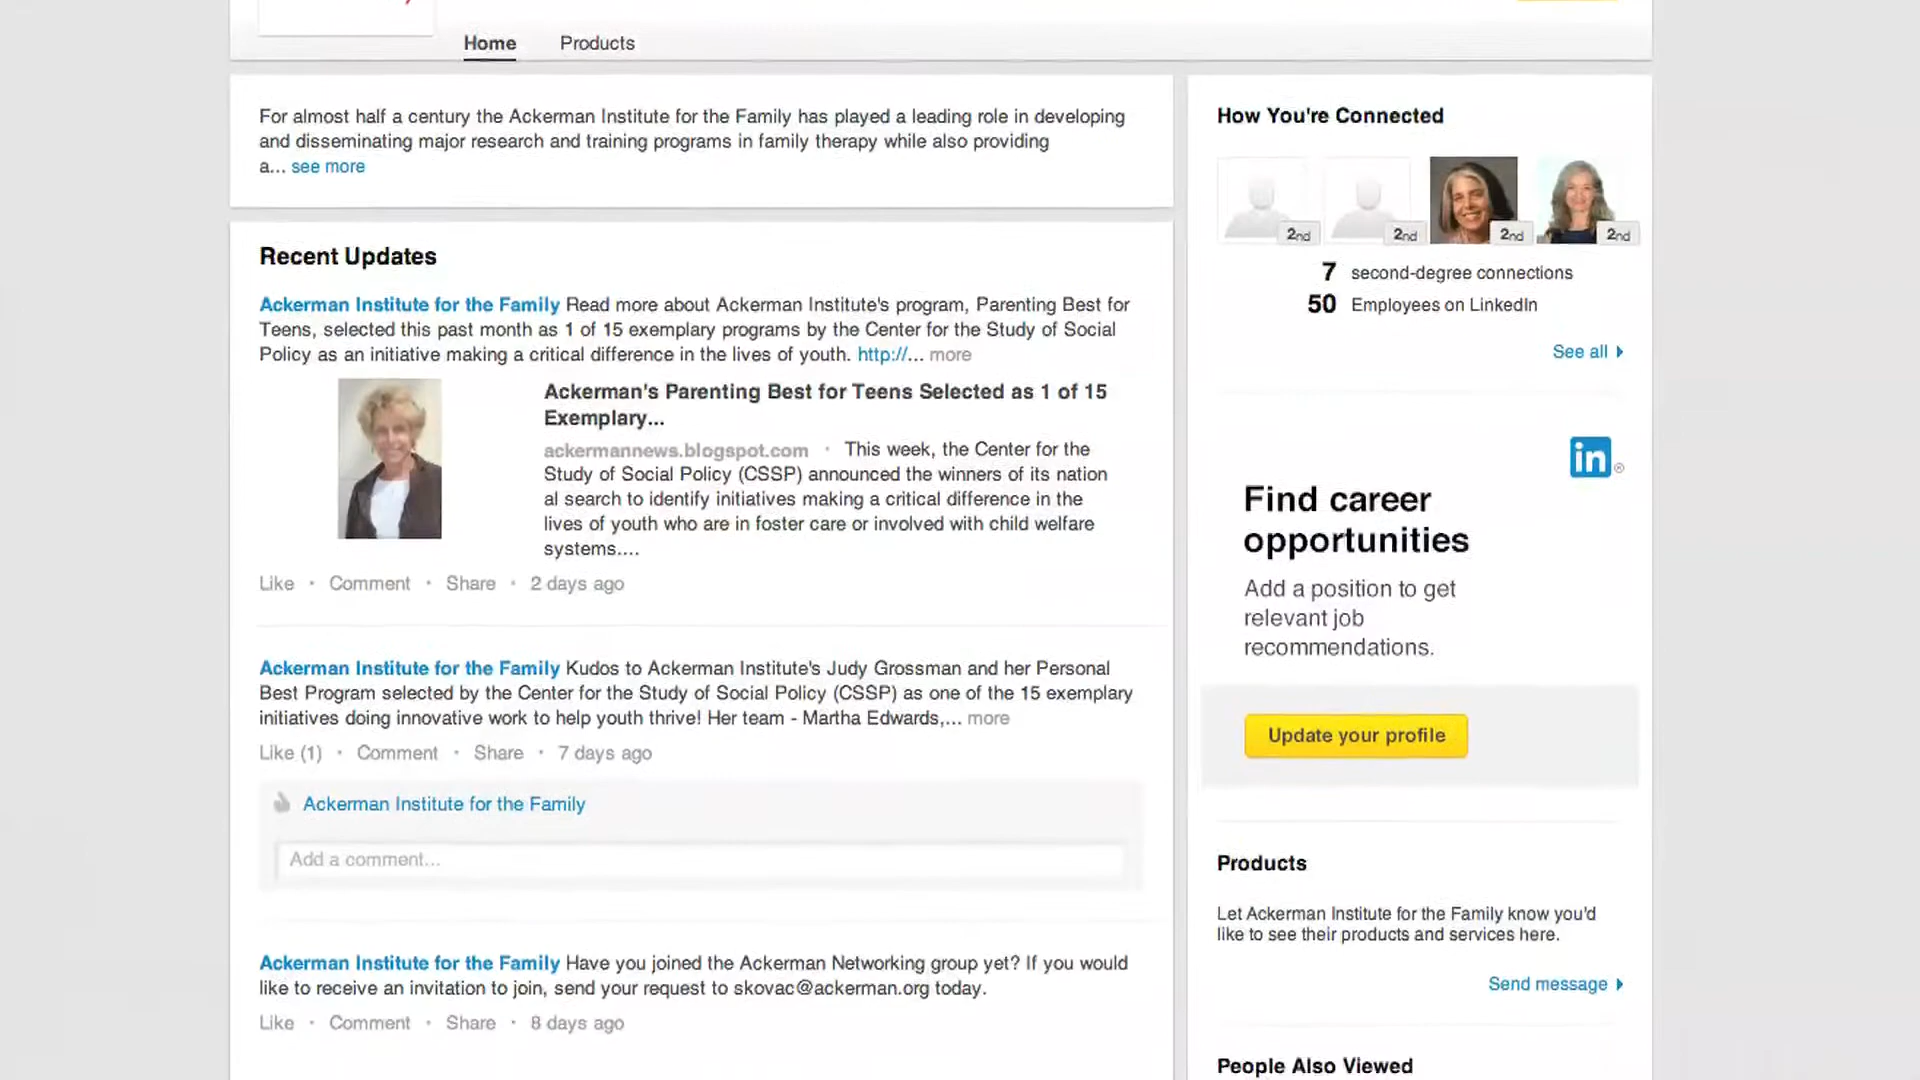 Home Products
For almost half a century the Ackerman Institute for the Family has played a leading role in developing
and disseminating major research and training programs in family therapy while also providing
a... see more
Recent Updates
Ackerman Institute for the Family Read more about Ackerman Institute's program, Parenting Best for
Teens, selected this past month as 1 of 15 exemplary programs by the Center for the Study of Social
Policy as an initiative making a critical difference in the lives of youth. http://... more
Ackerman's Parenting Best for Teens Selected as 1 of 15
Exemplary...
ackermannews.blogspot.com · This week, the Center for the
Study of Social Policy (CSSP) announced the winners of its nation
al search to identify initiatives making a critical difference in the
lives of youth who are in foster care or involved with child welfare
systems....
Like · Comment · Share · 2 days ago
Ackerman Institute for the Family Kudos to Ackerman Institute's Judy Grossman and her Personal
Best Program selected by the Center for the Study of Social Policy (CSSP) as one of the 15 exemplary
initiatives doing innovative work to help youth thrive! Her team - Martha Edwards,... more
Like (1) · Comment · Share · 7 days ago
Ackerman Institute for the Family
Add a comment...
Ackerman Institute for the Family Have you joined the Ackerman Networking group yet? If you would
like to receive an invitation to join, send your request to skovac@ackerman.org today.
Like · Comment · Share · 8 days ago
How You're Connected
2nd 2nd 2nd 2nd
7 second-degree connections
50 Employees on LinkedIn
See all
in®
Find career
opportunities
Add a position to get
relevant job
recommendations.
Update your profile
Products
Let Ackerman Institute for the Family know you'd
like to see their products and services here.
Send message
People Also Viewed